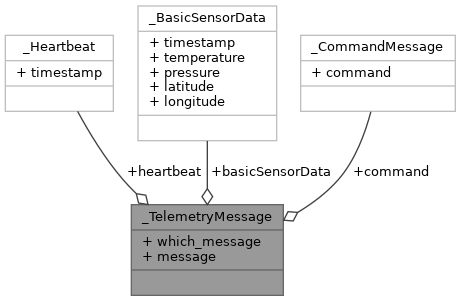 _Heartbeat
+ timestamp
_BasicSensorData
+ timestamp
+ temperature
+ pressure
+ latitude
+ longitude
_CommandMessage
+ command
+heartbeat
+basicSensorData
+command
_TelemetryMessage
+ which_message
+ message